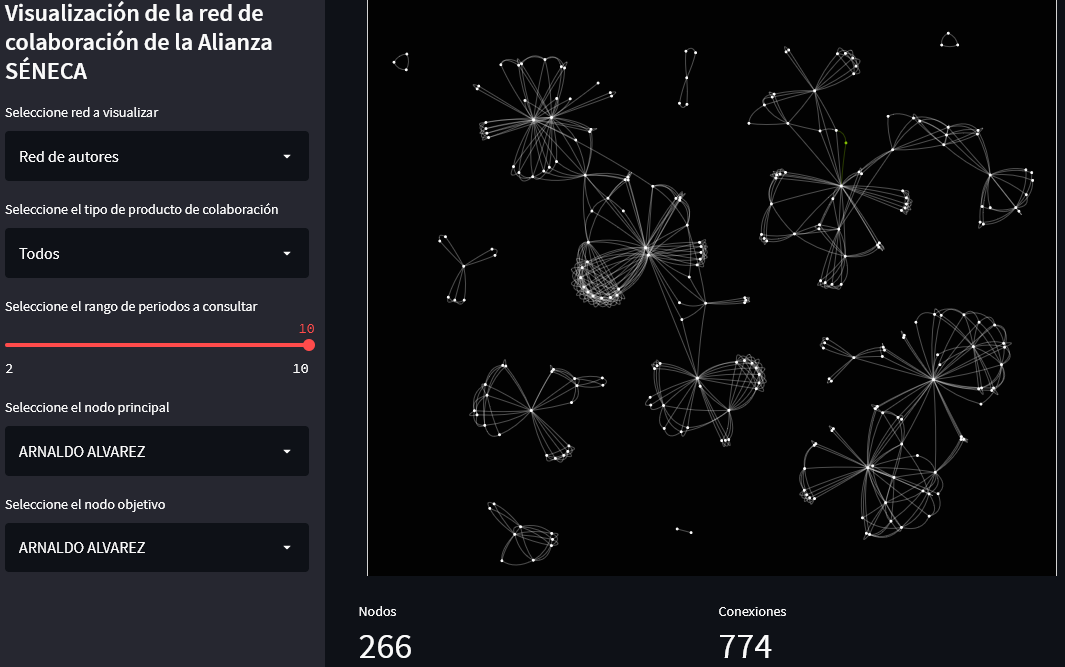 Visualización de la red de
colaboración de la Alianza
SÉNECA
Seleccione red a visualizar
Red de autores
Seleccione el tipo de producto de colaboración
Todos
Seleccione el rango de periodos a consultar
10
2
10
Seleccione el nodo principal
ARNALDO ALVAREZ
Seleccione el nodo objetivo
ARNALDO ALVAREZ
Nodos
Conexiones
266
774